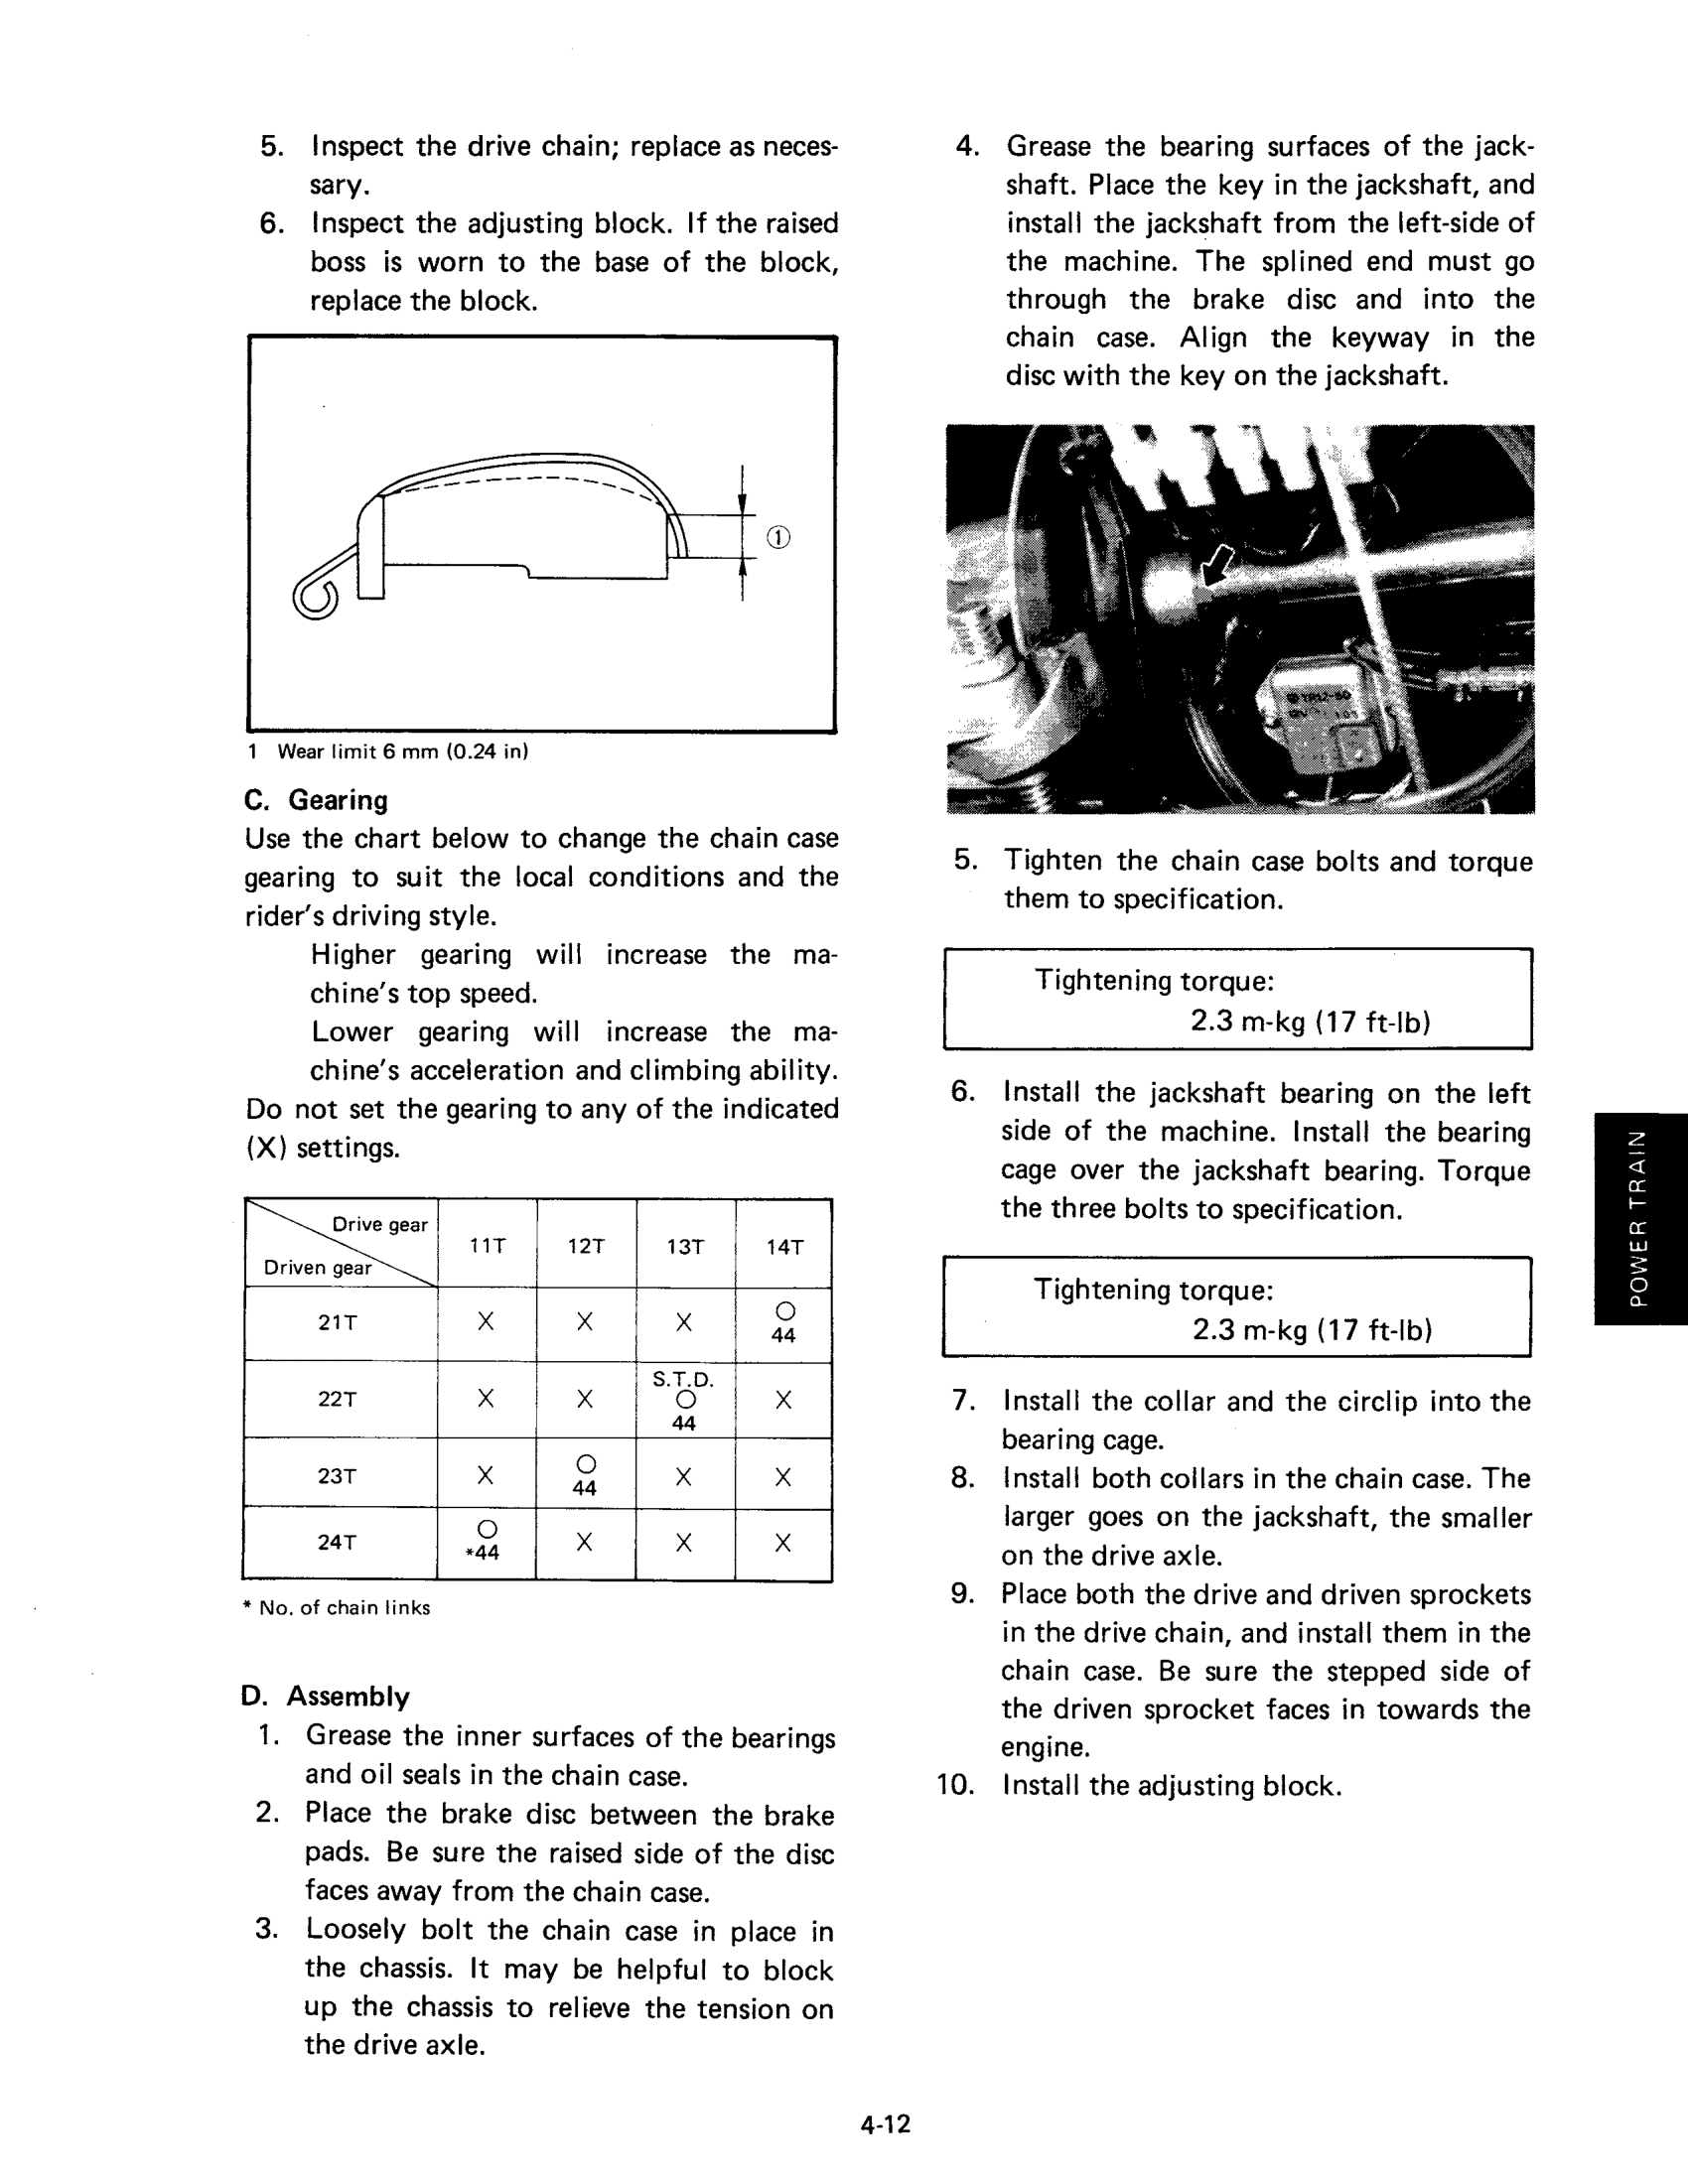 5. Inspect the drive chain; replace as neces-
sary.
6. Inspect the adjusting block. If the raised
boss is worn to the base of the block,
replace the block.
①
1 Wear limit 6 mm (0.24 in)
C. Gearing
Use the chart below to change the chain case
gearing to suit the local conditions and the
rider's driving style.
Higher gearing will increase the ma-
chine's top speed.
Lower gearing will increase the ma-
chine's acceleration and climbing ability.
Do not set the gearing to any of the indicated
(X) settings.
Drive gear
Driven gear
11T 12T 13T 14T
21T X X X O
44
22T X X S.T.D. O 44 X
23T X O 44 X X
24T O *44 X X X
* No. of chain links
D. Assembly
1. Grease the inner surfaces of the bearings
and oil seals in the chain case.
2. Place the brake disc between the brake
pads. Be sure the raised side of the disc
faces away from the chain case.
3. Loosely bolt the chain case in place in
the chassis. It may be helpful to block
up the chassis to relieve the tension on
the drive axle.
4. Grease the bearing surfaces of the jack-
shaft. Place the key in the jackshaft, and
install the jackshaft from the left-side of
the machine. The splined end must go
through the brake disc and into the
chain case. Align the keyway in the
disc with the key on the jackshaft.
5. Tighten the chain case bolts and torque
them to specification.
Tightening torque:
2.3 m-kg (17 ft-lb)
6. Install the jackshaft bearing on the left
side of the machine. Install the bearing
cage over the jackshaft bearing. Torque
the three bolts to specification.
Tightening torque:
2.3 m-kg (17 ft-lb)
7. Install the collar and the circlip into the
bearing cage.
8. Install both collars in the chain case. The
larger goes on the jackshaft, the smaller
on the drive axle.
9. Place both the drive and driven sprockets
in the drive chain, and install them in the
chain case. Be sure the stepped side of
the driven sprocket faces in towards the
engine.
10. Install the adjusting block.
POWER TRAIN
4-12